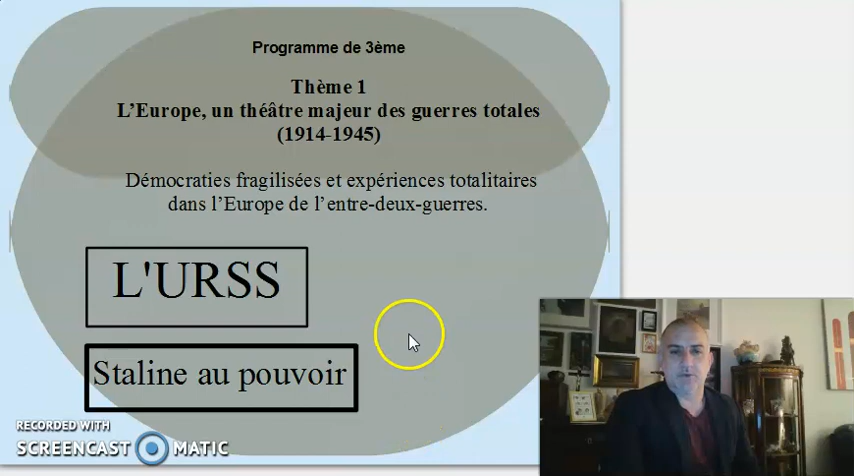 Programme de 3ème
Thème 1
L’Europe, un théâtre majeur des guerres totales
(1914-1945)
Démocraties fragilisées et expériences totalitaires
dans l’Europe de l’entre-deux-guerres.
L'URSS
Staline au pouvoir
RECORDED WITH
SCREENCAST MATIC